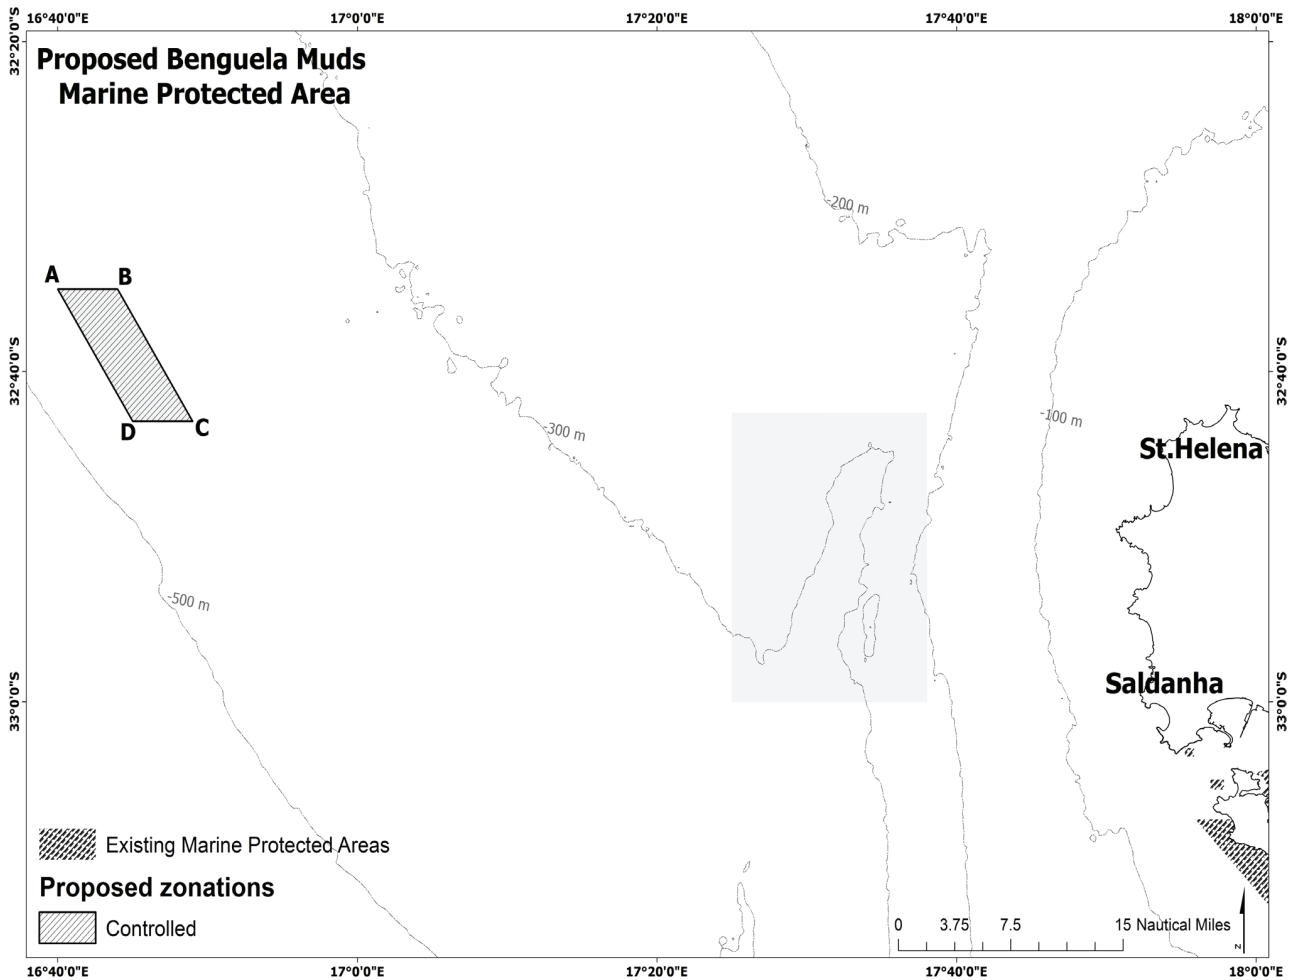 16°40'0"E 17°0'0"E 17°20'0"E 17°40'0"E 18°0'0"E
32°20'0"S
32°20'0"S
Proposed Benguela Muds
Marine Protected Area
-200 m
A
B
32°40'0"S
32°40'0"S
D
C
-300 m
-100 m
St.Helena
-500 m
Saldanha
33°0'0"S
33°0'0"S
Existing Marine Protected Areas
Proposed zonations
Controlled
0 3.75 7.5 15 Nautical Miles
N
16°40'0"E 17°0'0"E 17°20'0"E 17°40'0"E 18°0'0"E